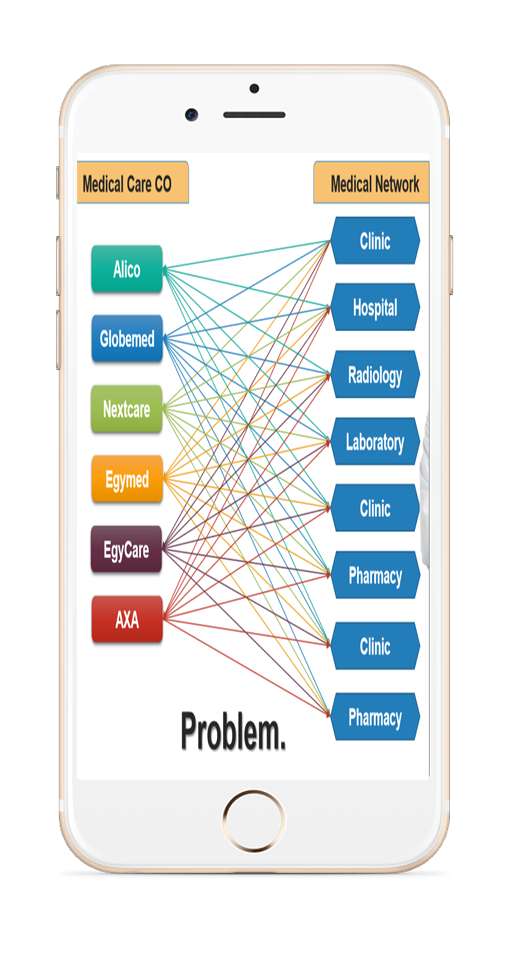 Medical Care CO
Medical Network
Alico
Globemed
Nextcare
Egymed
EgyCare
AXA
Clinic
Hospital
Radiology
Laboratory
Clinic
Pharmacy
Clinic
Pharmacy
Problem.